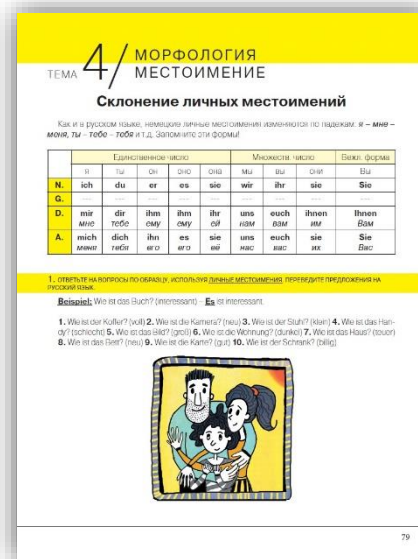 ТЕМА 4/ МОРФОЛОГИЯ
МЕСТОИМЕНИЕ
Склонение личных местоимений
Как и в русском языке, немецкие личные местоимения изменяются по падежам: я – мне –
меня, ты – тебе – тебя и т.д. Запомните эти формы!
Единственное число Множеств. число Вежл. форма
я ты он оно она мы вы они Вы
N. ich du er es sie wir ihr sie Sie
G. --- --- --- --- --- --- --- --- ---
D. mir dir ihm ihm ihr uns euch ihnen Ihnen
мне тебе ему ему ей нам вам им Вам
A. mich dich ihn es sie uns euch sie Sie
меня тебя его его её нас вас их Вас
1. ОТВЕТЬТЕ НА ВОПРОСЫ ПО ОБРАЗЦУ, ИСПОЛЬЗУЯ ЛИЧНЫЕ МЕСТОИМЕНИЯ. ПЕРЕВЕДИТЕ ПРЕДЛОЖЕНИЯ НА
РУССКИЙ ЯЗЫК.
Beispiel: Wie ist das Buch? (interessant) – Es ist interessant.
1. Wie ist der Koffer? (voll) 2. Wie ist die Kamera? (neu) 3. Wie ist der Stuhl? (klein) 4. Wie ist das Han-
dy? (schlecht) 5. Wie ist das Bild? (groß) 6. Wie ist die Wohnung? (dunkel) 7. Wie ist das Haus? (teuer)
8. Wie ist das Bett? (neu) 9. Wie ist die Karte? (gut) 10. Wie ist der Schrank? (billig)
79